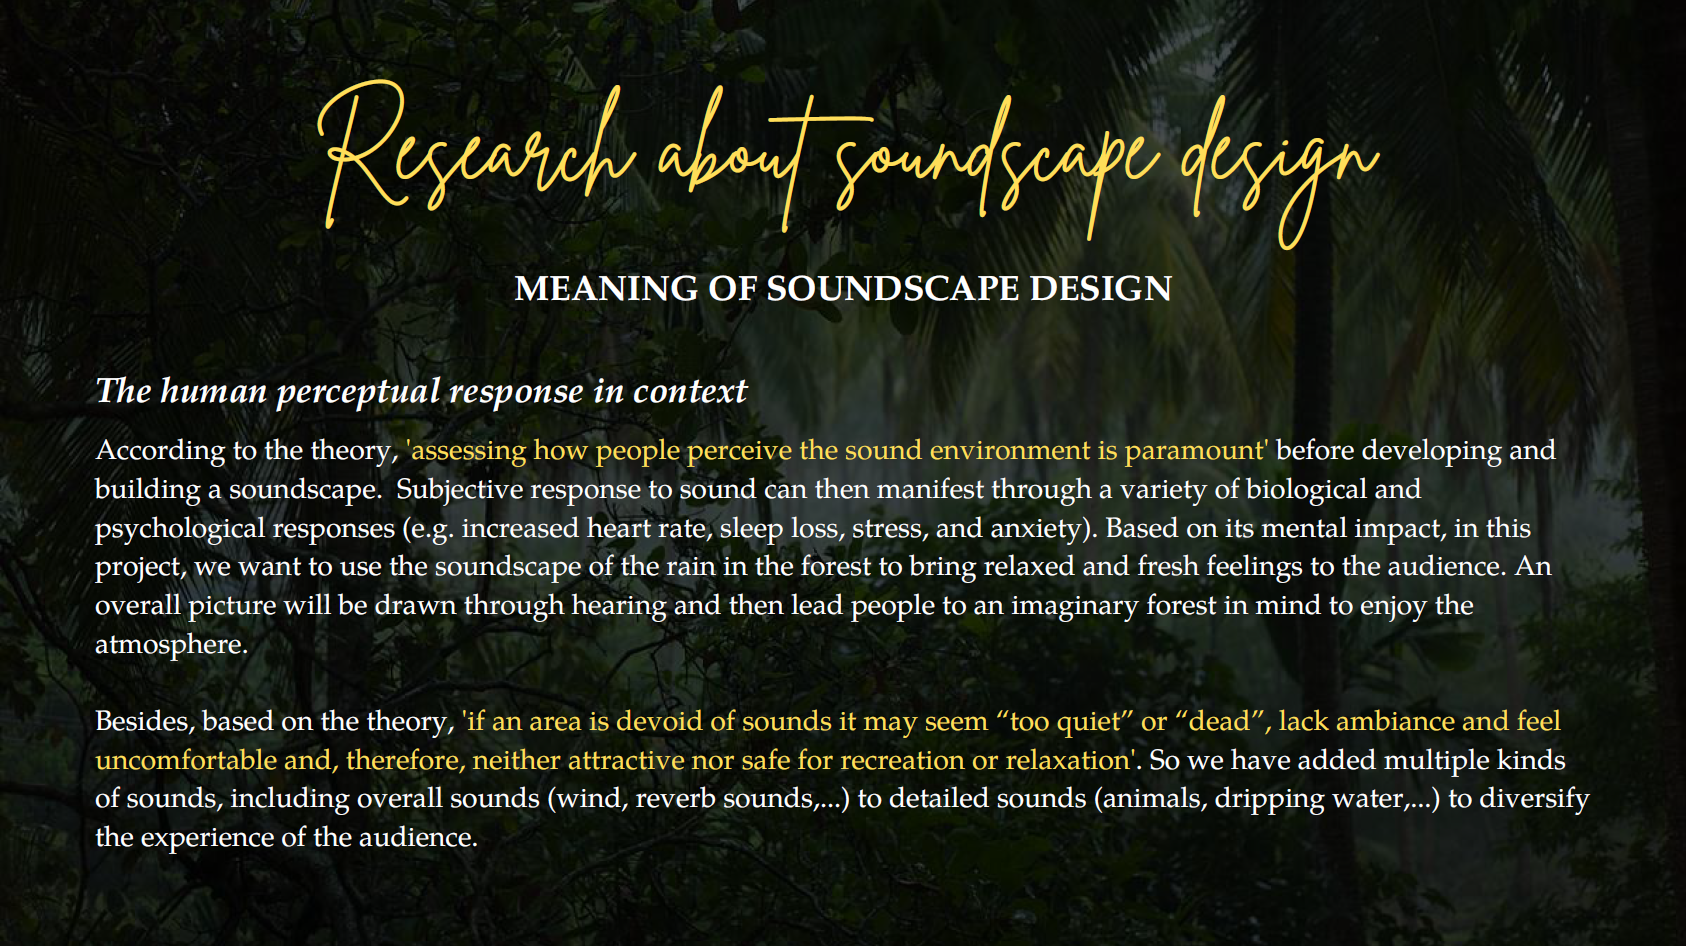 Research about soundscape design
MEANING OF SOUNDSCAPE DESIGN
The human perceptual response in context
According to the theory, 'assessing how people perceive the sound environment is paramount' before developing and
building a soundscape.  Subjective response to sound can then manifest through a variety of biological and
psychological responses (e.g. increased heart rate, sleep loss, stress, and anxiety). Based on its mental impact, in this
project, we want to use the soundscape of the rain in the forest to bring relaxed and fresh feelings to the audience. An
overall picture will be drawn through hearing and then lead people to an imaginary forest in mind to enjoy the
atmosphere.
Besides, based on the theory, 'if an area is devoid of sounds it may seem “too quiet” or “dead”, lack ambiance and feel
uncomfortable and, therefore, neither attractive nor safe for recreation or relaxation'. So we have added multiple kinds
of sounds, including overall sounds (wind, reverb sounds,...) to detailed sounds (animals, dripping water,...) to diversify
the experience of the audience.